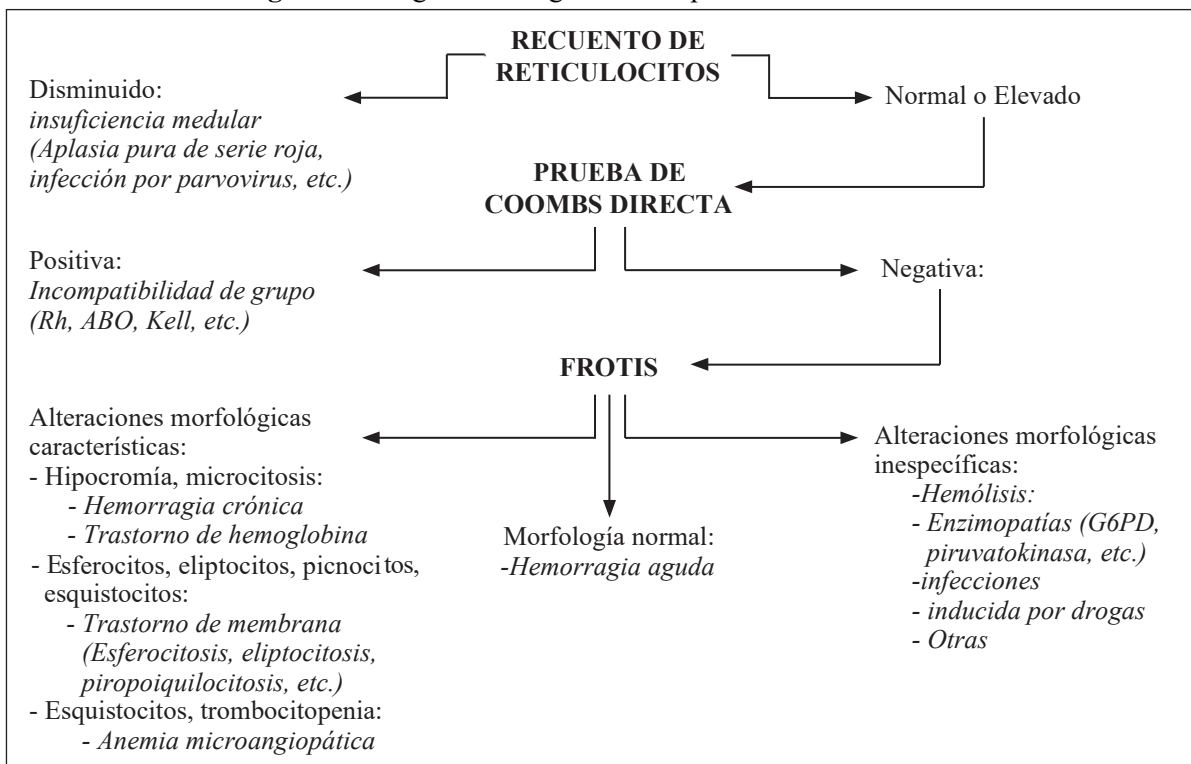 RECUENTO DE
RETICULOCITOS
Disminuido:
insuficiencia medular
(Aplasia pura de serie roja,
infección por parvovirus, etc.)
Normal o Elevado
PRUEBA DE
COOMBS DIRECTA
Positiva:
Incompatibilidad de grupo
(Rh, ABO, Kell, etc.)
Negativa:
FROTIS
Alteraciones morfológicas
características:
- Hipocromía, microcitosis:
- Hemorragia crónica
- Trastorno de hemoglobina
- Esferocitos, eliptocitos, picnocitos,
esquistocitos:
- Trastorno de membrana
(Esferocitosis, eliptocitosis,
piropoiquilocitosis, etc.)
- Esquistocitos, trombocitopenia:
- Anemia microangiopática
Morfología normal:
-Hemorragia aguda
Alteraciones morfológicas
inespecíficas:
-Hemólisis:
- Enzimopatías (G6PD,
piruvatokinasa, etc.)
-infecciones
- inducida por drogas
- Otras